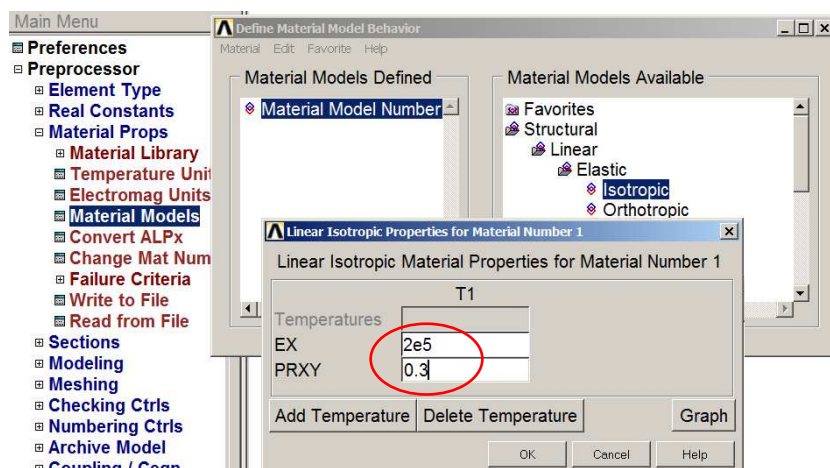 Main Menu
Preferences
Preprocessor
Element Type
Real Constants
Material Props
Material Library
Temperature Unit
Electromag Units
Material Models
Convert ALPx
Change Mat Num
Failure Criteria
Write to File
Read from File
Sections
Modeling
Meshing
Checking Ctrls
Numbering Ctrls
Archive Model
Coupling / Ceqn
Define Material Model Behavior
Material Edit Favorite Help
Material Models Defined
Material Model Number
Material Models Available
Favorites
Structural
Linear
Elastic
Isotropic
Orthotropic
Linear Isotropic Properties for Material Number 1
Linear Isotropic Material Properties for Material Number 1
T1
Temperatures
EX 2e5
PRXY 0.3
Add Temperature Delete Temperature Graph
OK Cancel Help